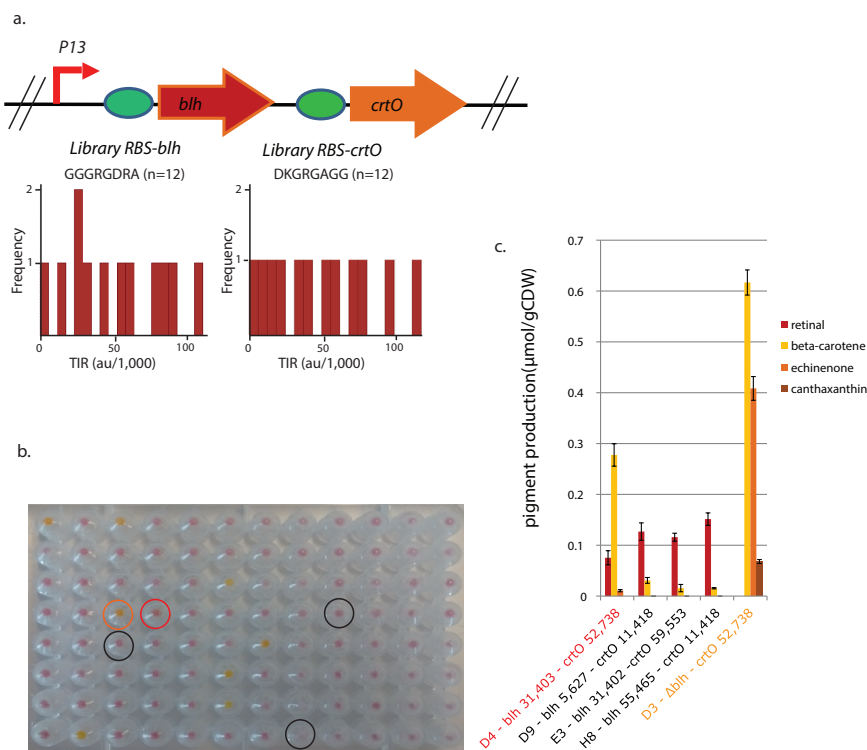 a.
P13
blh
crtO
Library RBS-blh
Library RBS-crtO
GGGRGDRA (n=12)
DKGRGAGG (n=12)
Frequency
2
1
0
50
100
TIR (au/1,000)
Frequency
2
1
0
50
100
TIR (au/1,000)
b.
c.
pigment production(μmol/gCDW)
0.7
0.6
0.5
0.4
0.3
0.2
0.1
0
retinal
beta-carotene
echinenone
canthaxanthin
D4 - blh 31,403 - crtO 52,738
D9 - blh 5,627 - crtO 11,418
E3 - blh 31,402 -crtO 59,553
H8 - blh 55,465 - crtO 11,418
D3 - Δblh - crtO 52,738